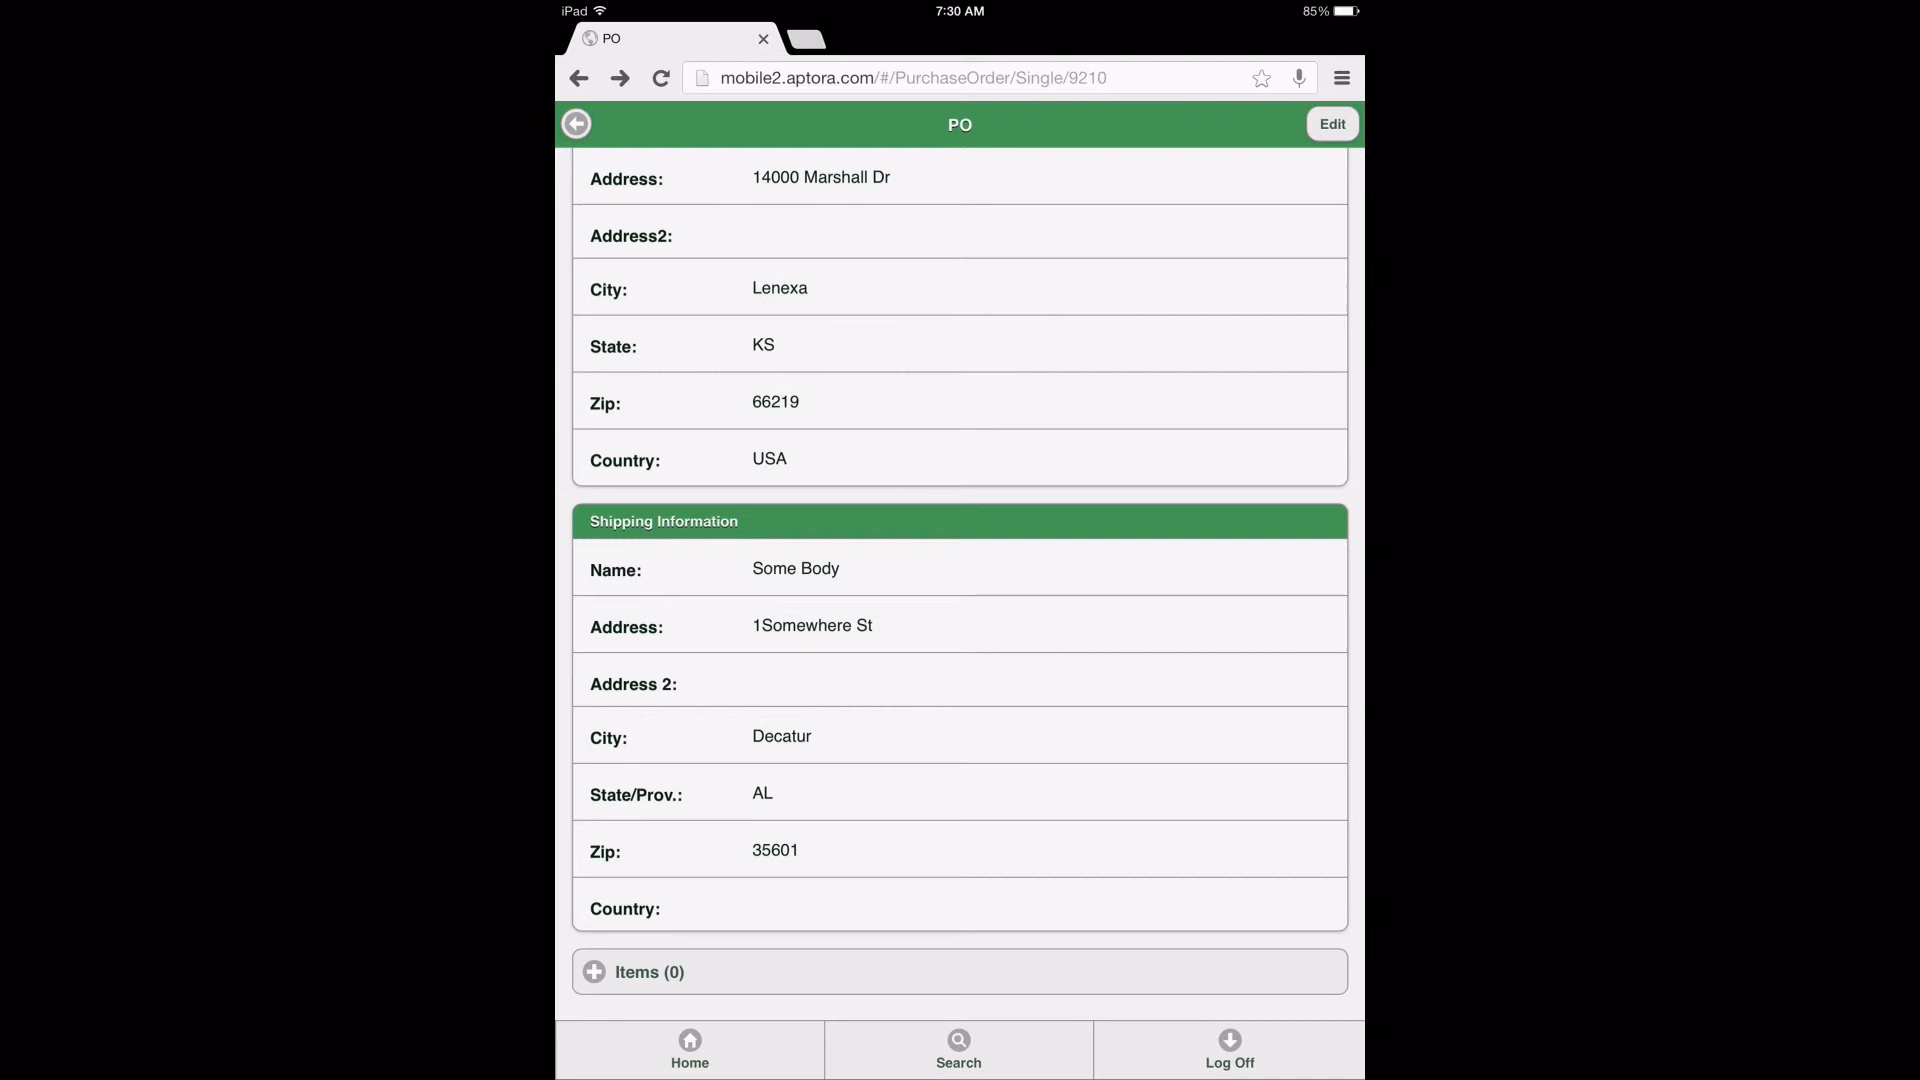 iPad
7:30 AM
85%
PO
mobile2.aptora.com/#/PurchaseOrder/Single/9210
PO
Edit
Address: 14000 Marshall Dr
Address2:
City: Lenexa
State: KS
Zip: 66219
Country: USA
Shipping Information
Name: Some Body
Address: 1Somewhere St
Address 2:
City: Decatur
State/Prov.: AL
Zip: 35601
Country:
Items (0)
Home
Search
Log Off